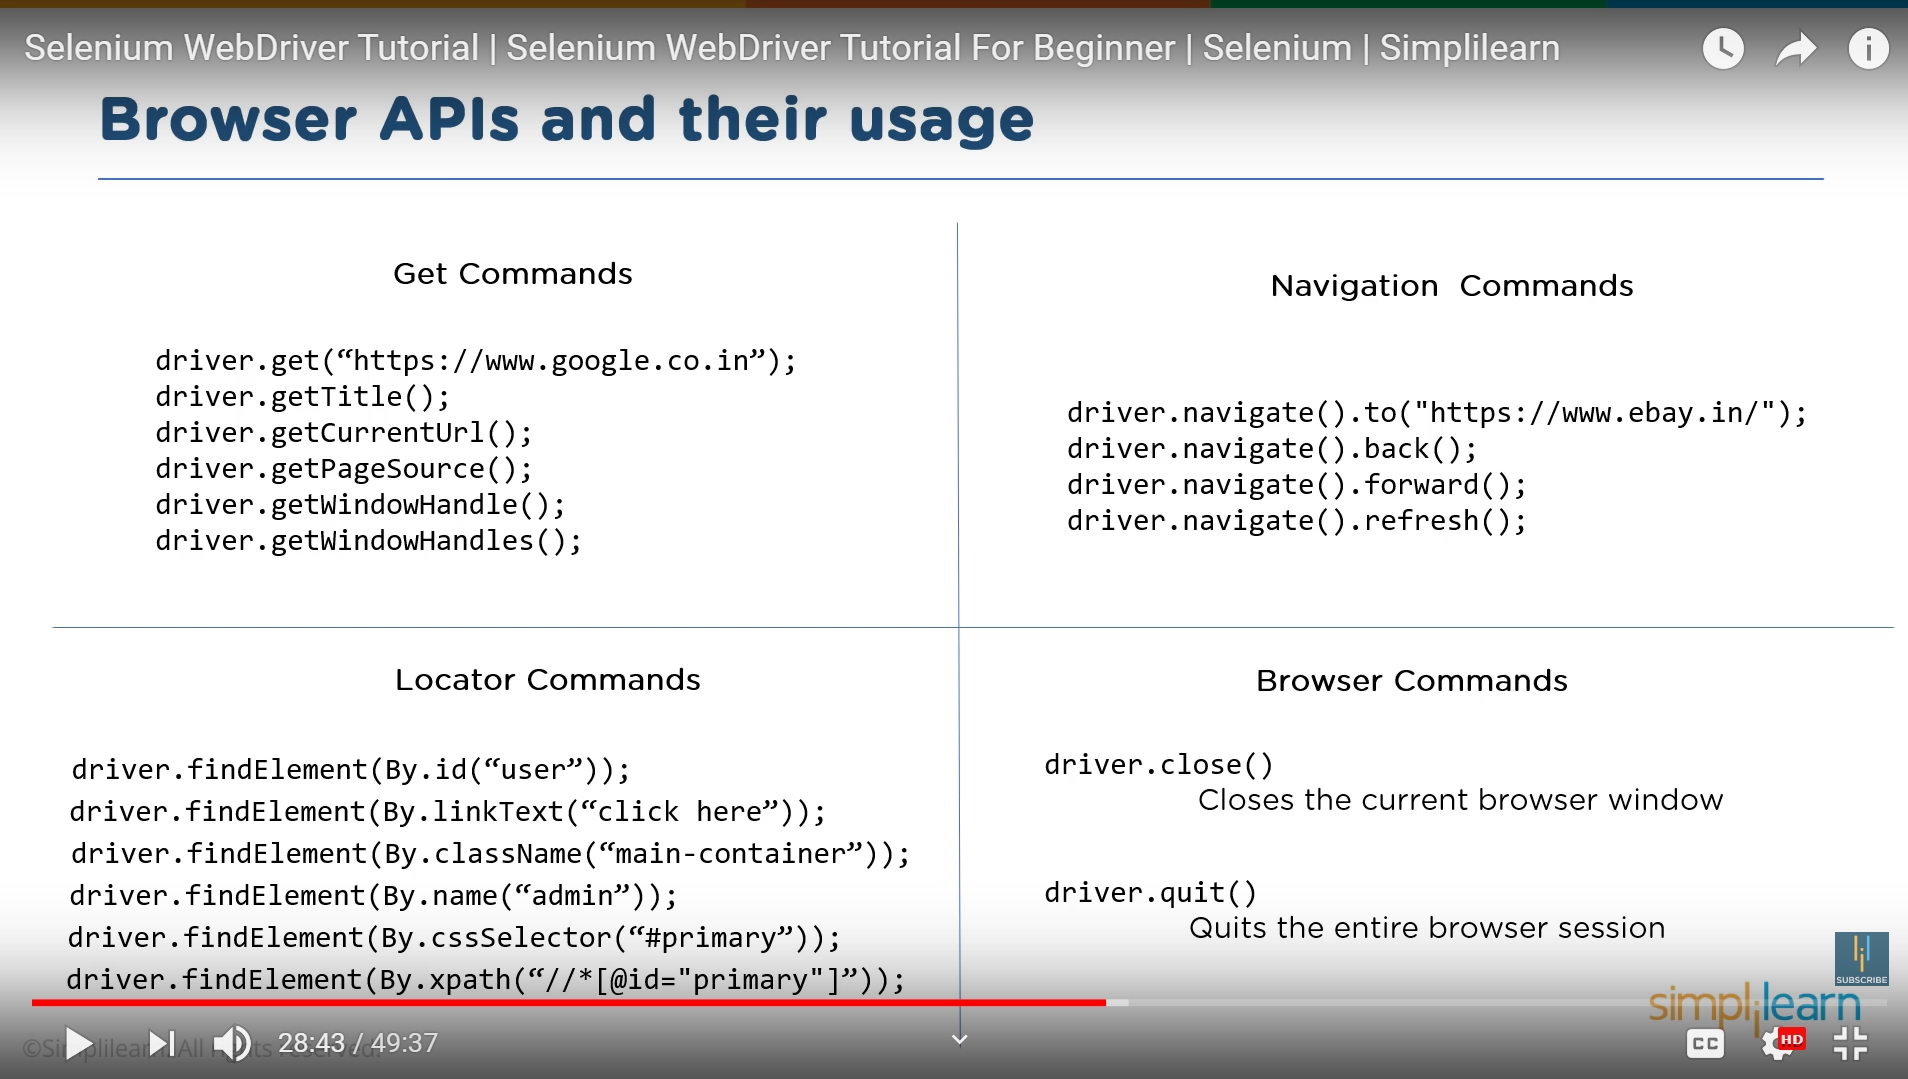 Selenium WebDriver Tutorial | Selenium WebDriver Tutorial For Beginner | Selenium | Simplilearn
Browser APIs and their usage
Get Commands
driver.get(“https://www.google.co.in”);
driver.getTitle();
driver.getCurrentUrl();
driver.getPageSource();
driver.getWindowHandle();
driver.getWindowHandles();
Navigation Commands
driver.navigate().to("https://www.ebay.in/");
driver.navigate().back();
driver.navigate().forward();
driver.navigate().refresh();
Locator Commands
driver.findElement(By.id(“user”));
driver.findElement(By.linkText(“click here”));
driver.findElement(By.className(“main-container”));
driver.findElement(By.name(“admin”));
driver.findElement(By.cssSelector(“#primary”));
driver.findElement(By.xpath(“//*[@id="primary"]”));
Browser Commands
driver.close()
Closes the current browser window
driver.quit()
Quits the entire browser session
SUBSCRIBE
simplilearn
28:43 / 49:37
CC
HD